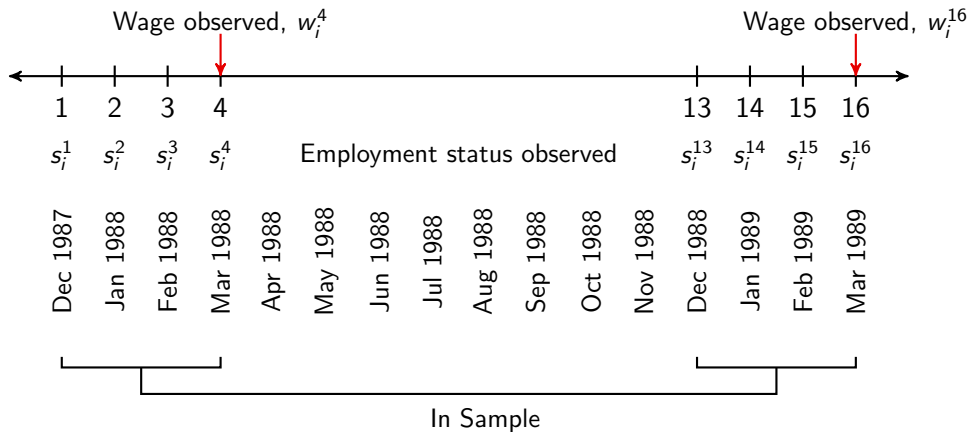 Wage observed, w_i^4 Wage observed, w_i^16
1 2 3 4 13 14 15 16
s_i^1 s_i^2 s_i^3 s_i^4 Employment status observed s_i^13 s_i^14 s_i^15 s_i^16
Dec 1987
Jan 1988
Feb 1988
Mar 1988
Apr 1988
May 1988
Jun 1988
Jul 1988
Aug 1988
Sep 1988
Oct 1988
Nov 1988
Dec 1988
Jan 1989
Feb 1989
Mar 1989
In Sample